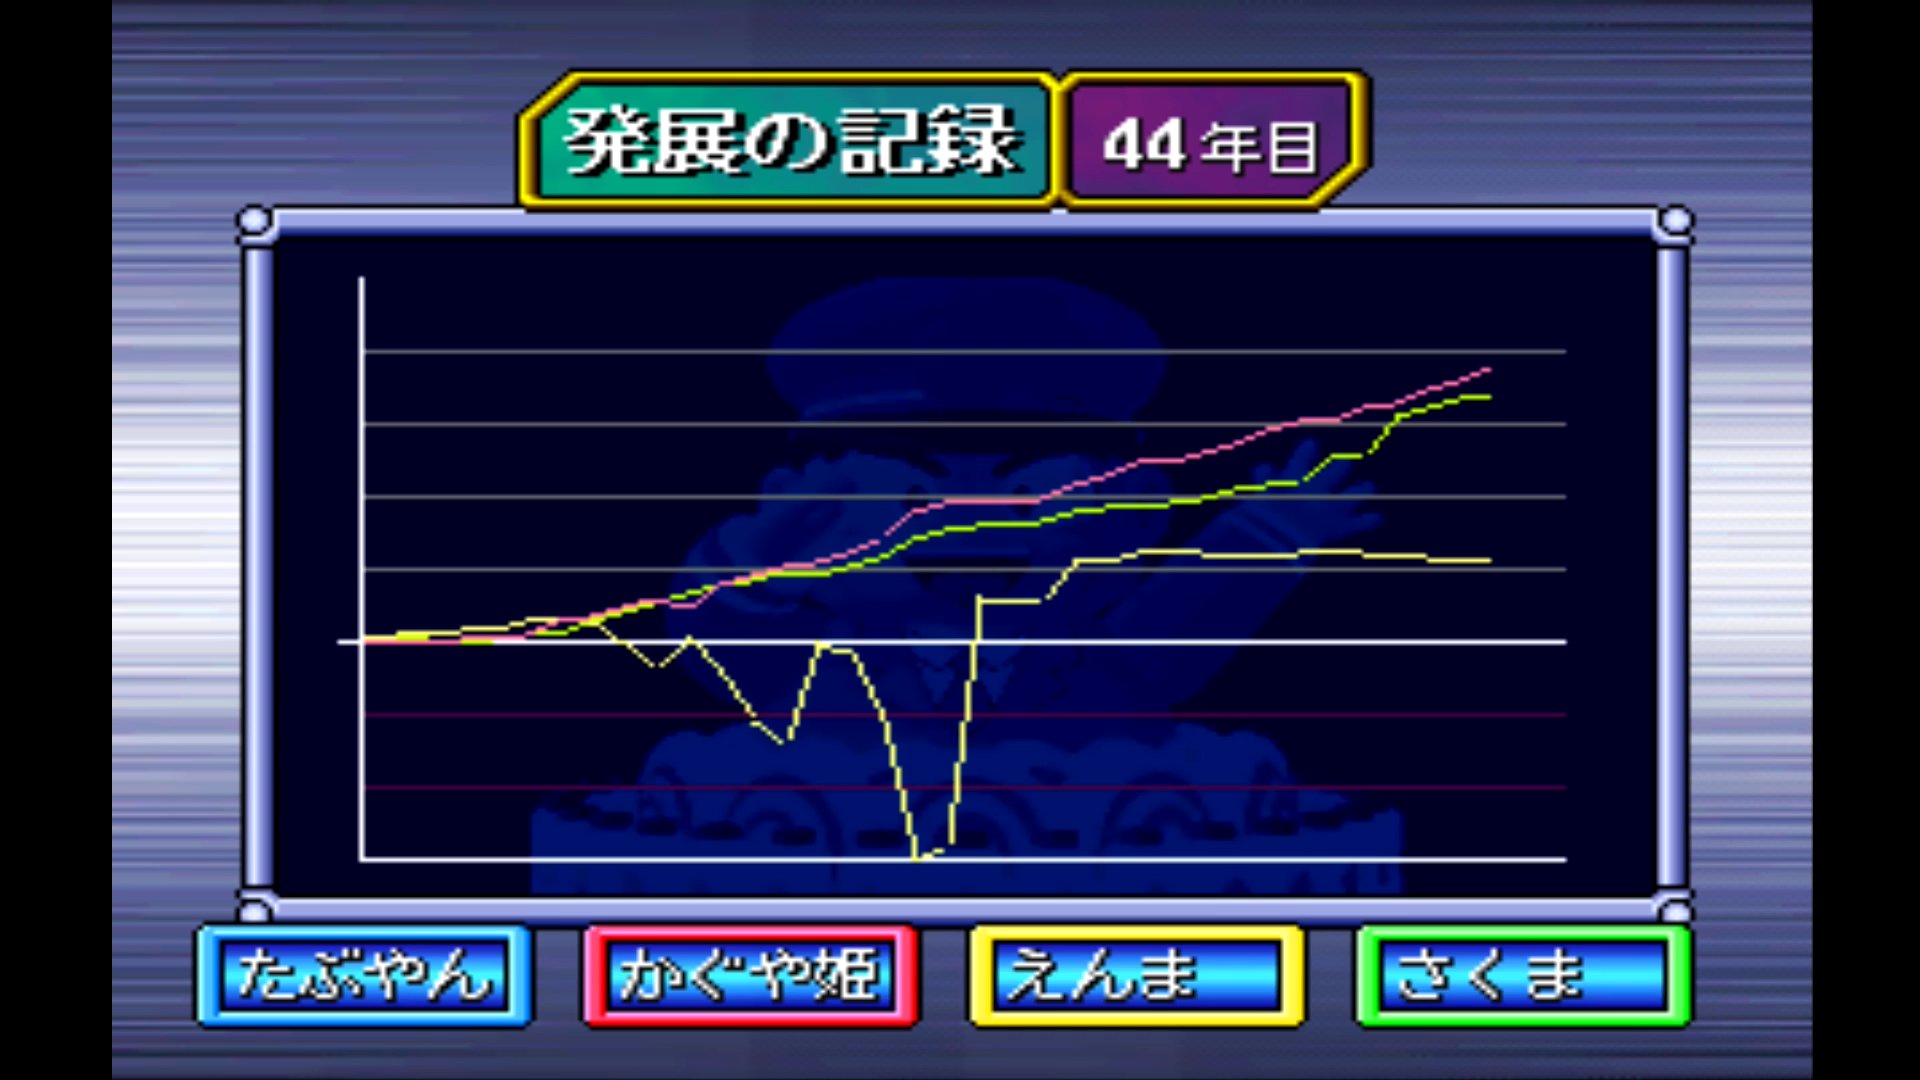 発展の記録
44年目
たぶやん
かぐや姫
えんま
さくま